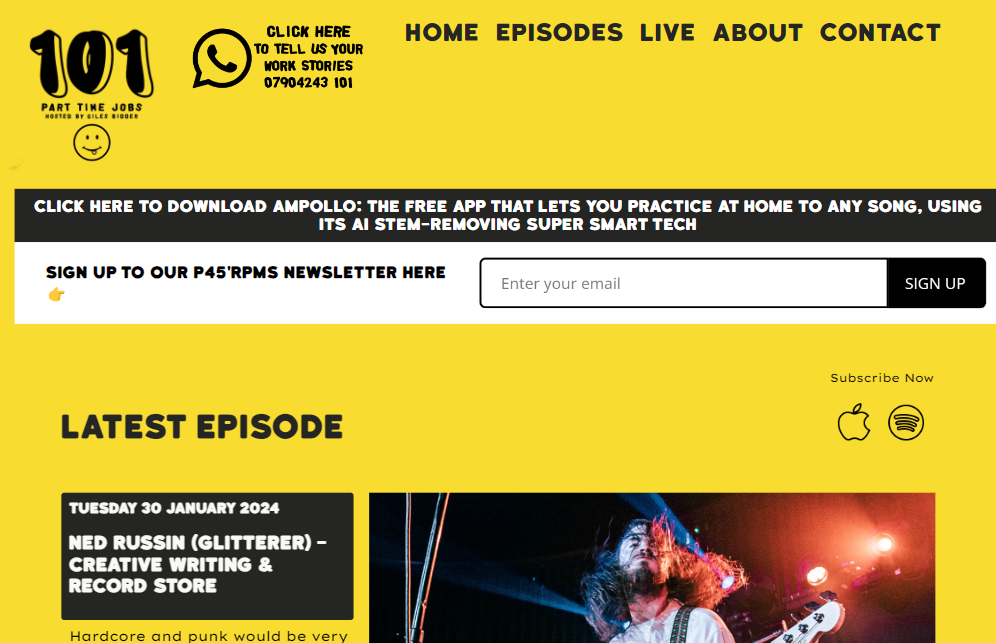 101
PART TIME JOBS
HOSTED BY GILES BIDDER
CLICK HERE
TO TELL US YOUR
WORK STORIES
07904243 101
HOME EPISODES LIVE ABOUT CONTACT
CLICK HERE TO DOWNLOAD AMPOLLO: THE FREE APP THAT LETS YOU PRACTICE AT HOME TO ANY SONG, USING
ITS AI STEM-REMOVING SUPER SMART TECH
SIGN UP TO OUR P45'RPMS NEWSLETTER HERE
👉
Enter your email
SIGN UP
Subscribe Now
LATEST EPISODE
TUESDAY 30 JANUARY 2024
NED RUSSIN (GLITTERER) –
CREATIVE WRITING &
RECORD STORE
Hardcore and punk would be very